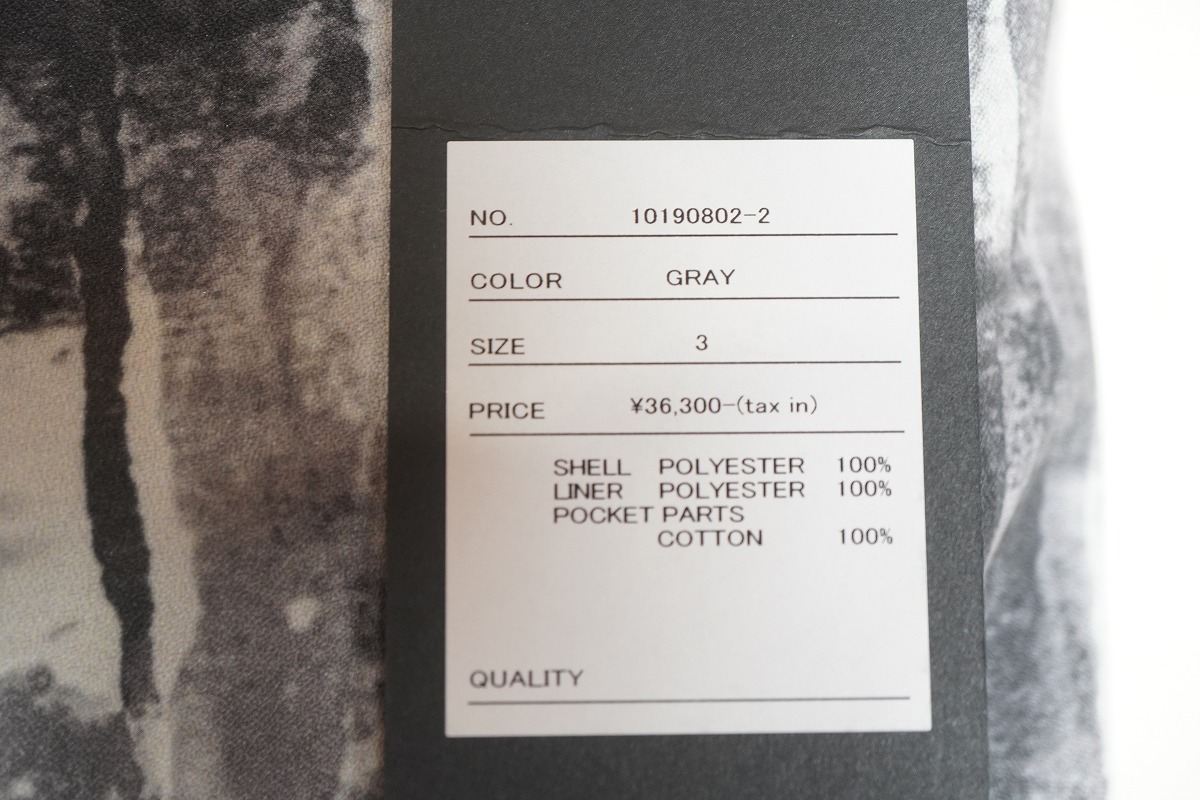 NO. 10190802-2
COLOR GRAY
SIZE 3
PRICE ¥36,300-(tax in)
SHELL POLYESTER 100%
LINER POLYESTER 100%
POCKET PARTS
COTTON 100%
QUALITY